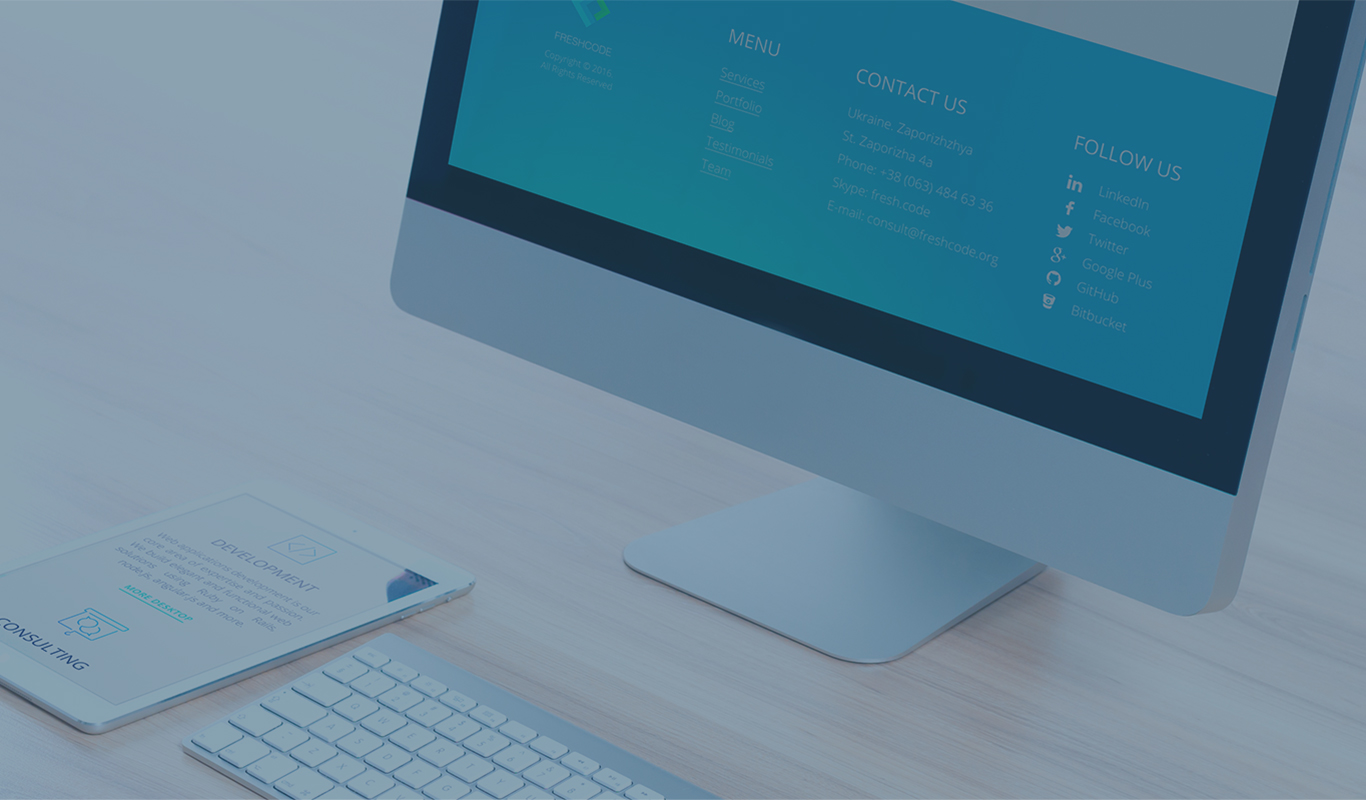 FRESHCODE
Copyright © 2016,
All Rights Reserved
MENU
Services
Portfolio
Blog
Testimonials
Team
CONTACT US
Ukraine. Zaporizhzhya
St. Zaporizha 4a
Phone: +38 (063) 484 63 36
Skype: fresh.code
E-mail: consult@freshcode.org
FOLLOW US
LinkedIn
Facebook
Twitter
Google Plus
GitHub
Bitbucket
DEVELOPMENT
Web-applications development is our
core area of expertise and passion.
We build elegant and functional web
solutions using Ruby on Rails,
node.js, angular.js and more.
MORE DESKTOP
CONSULTING